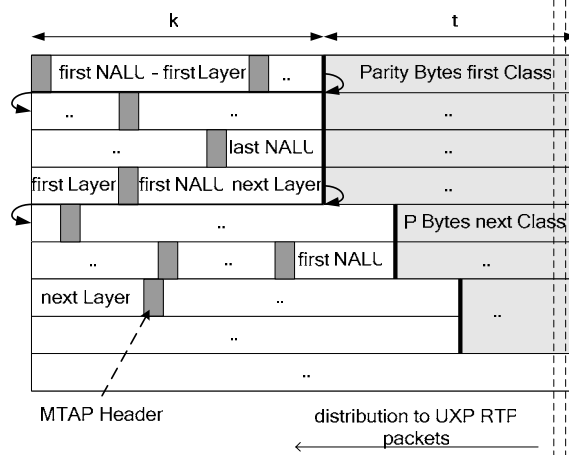 k t
first NALU - first Layer .. Parity Bytes first Class
.. .. ..
.. last NALU ..
first Layer first NALU next Layer ..
.. P Bytes next Class
.. .. first NALU ..
next Layer .. ..
..
..
MTAP Header
distribution to UXP RTP
packets